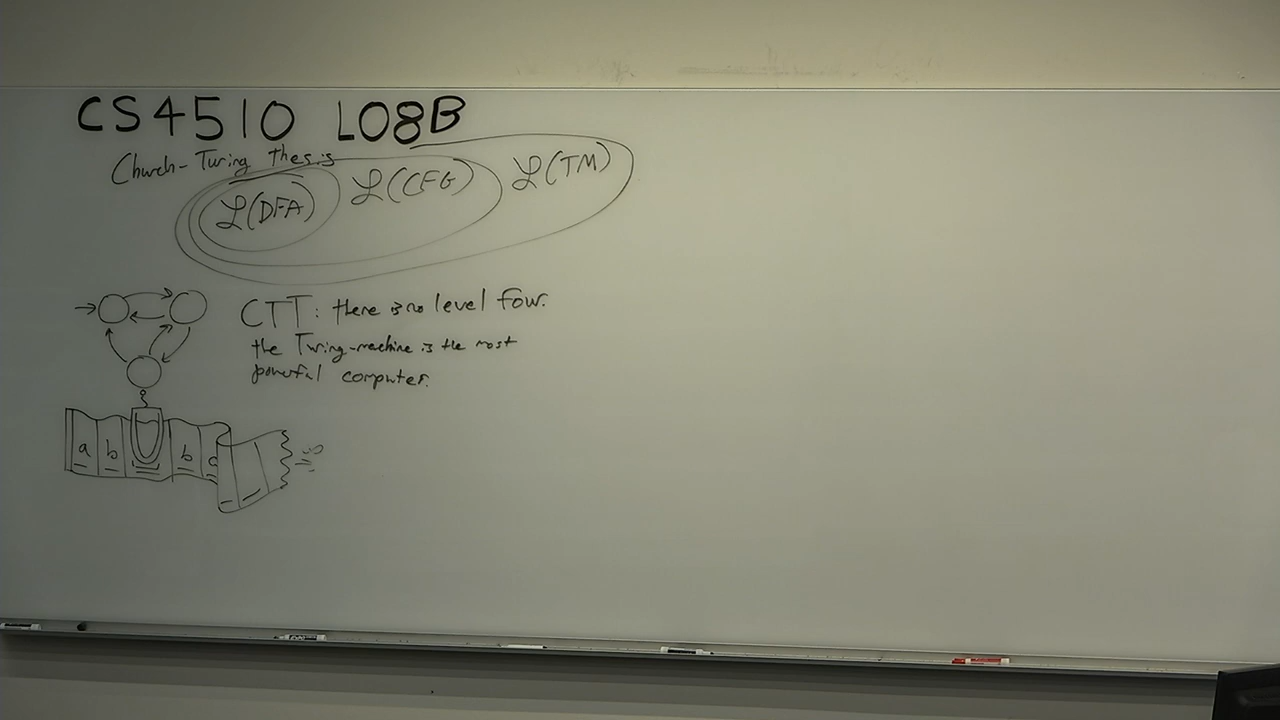 CS4510 L08B
Church-Turing thesis
L(DFA) L(CFG) L(TM)
CTT: there is no level four.
the Turing-machine is the most
powerful computer.
a b b